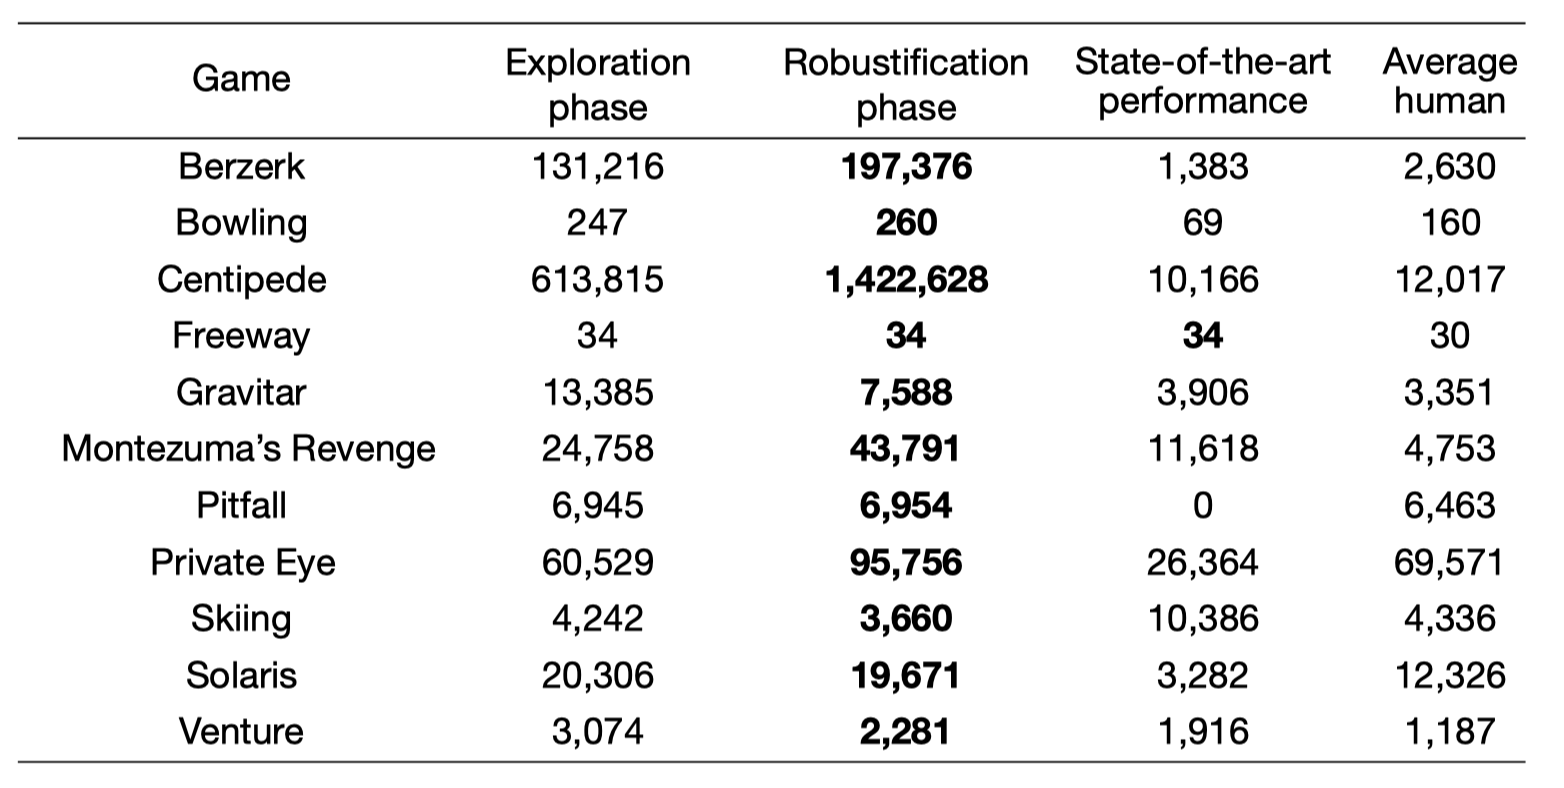 Game Exploration phase Robustification phase State-of-the-art performance Average human
Berzerk 131,216 197,376 1,383 2,630
Bowling 247 260 69 160
Centipede 613,815 1,422,628 10,166 12,017
Freeway 34 34 34 30
Gravitar 13,385 7,588 3,906 3,351
Montezuma’s Revenge 24,758 43,791 11,618 4,753
Pitfall 6,945 6,954 0 6,463
Private Eye 60,529 95,756 26,364 69,571
Skiing 4,242 3,660 10,386 4,336
Solaris 20,306 19,671 3,282 12,326
Venture 3,074 2,281 1,916 1,187